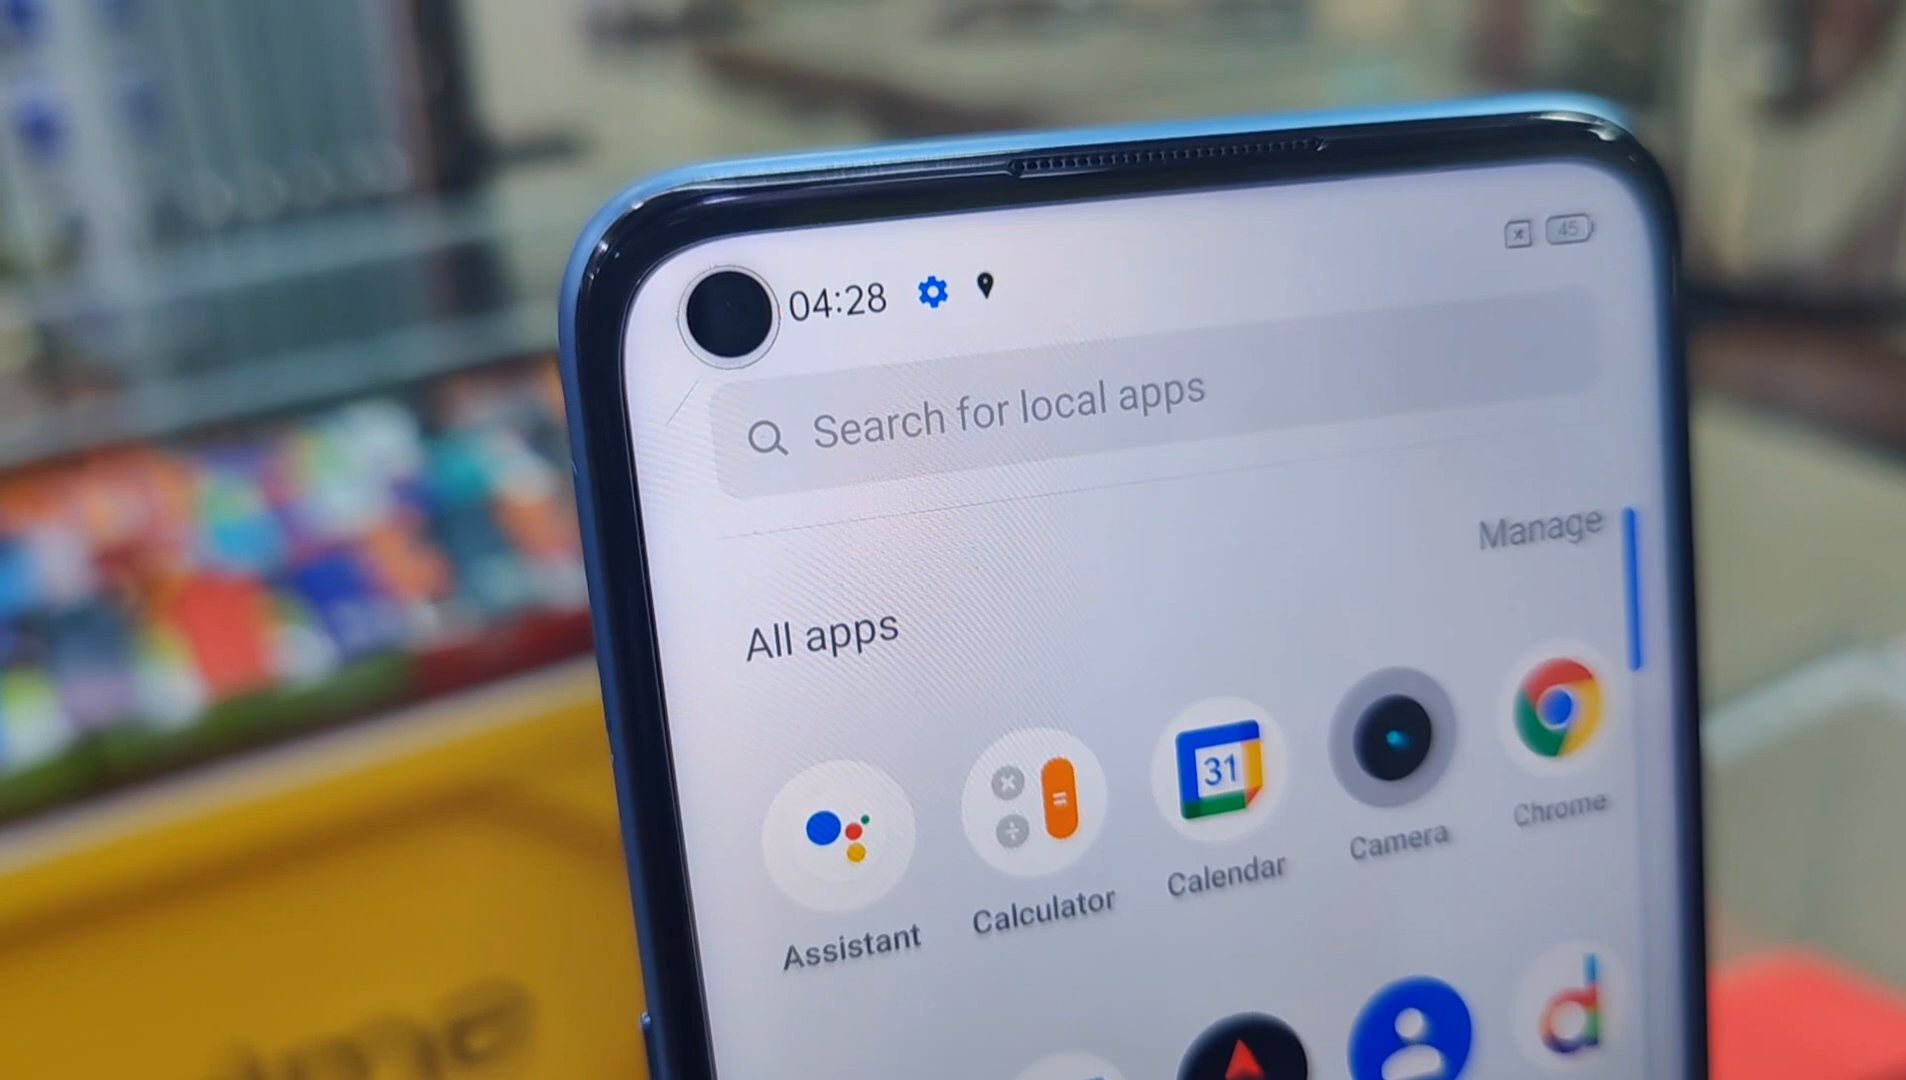 04:28
45
Search for local apps
Manage
All apps
31
Assistant
Calculator
Calendar
Camera
Chrome